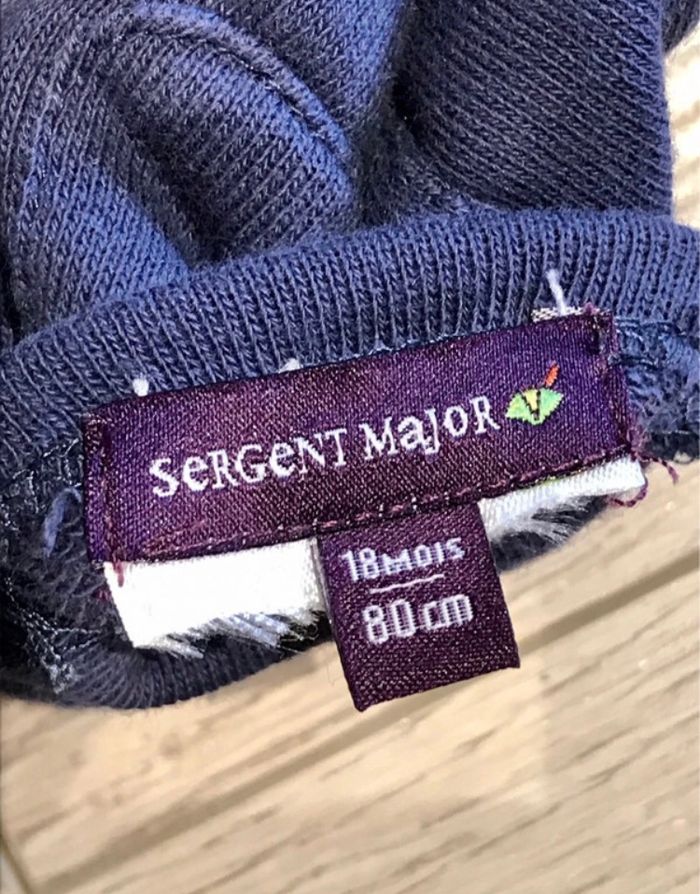 SeRGeNT MaJoR
18MOIS
80cm